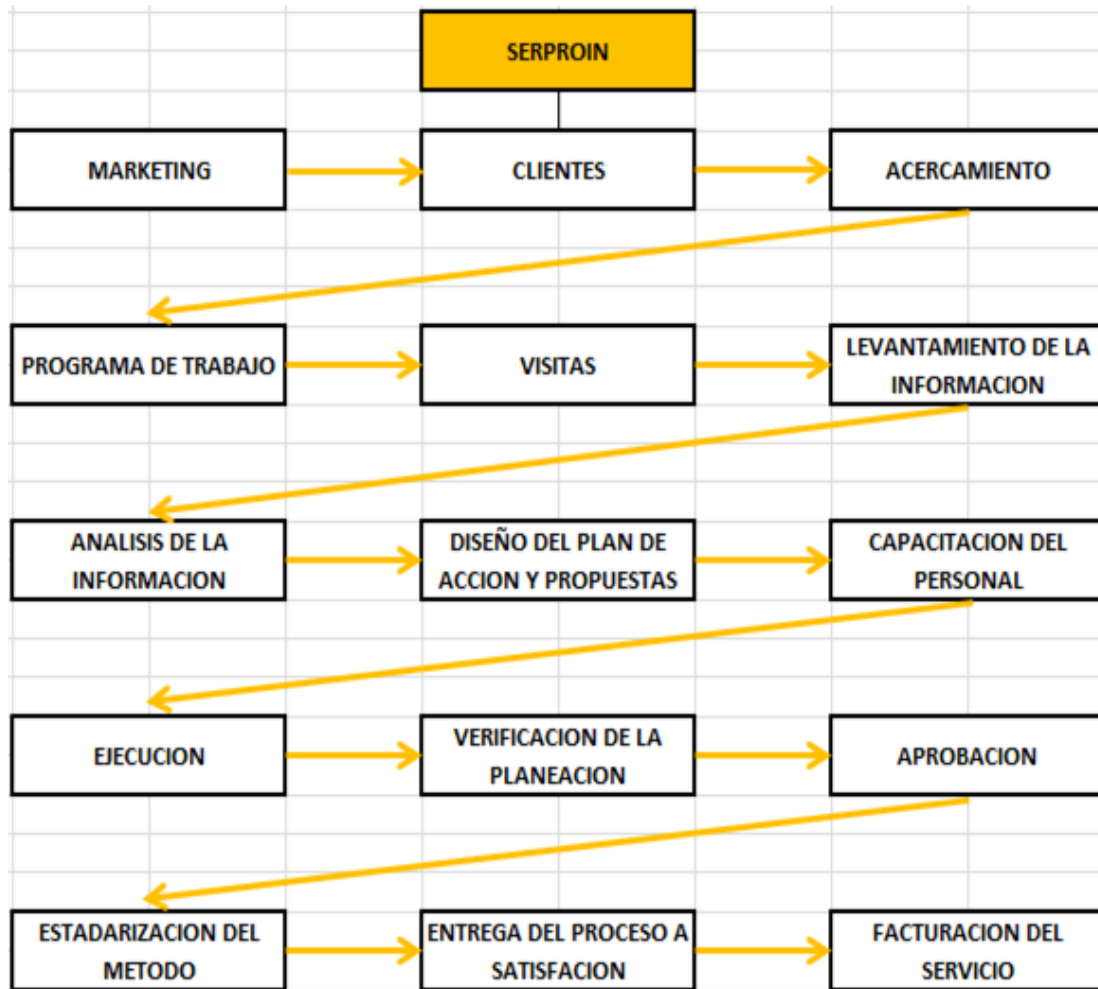 SERPROIN
MARKETING
CLIENTES
ACERCAMIENTO
PROGRAMA DE TRABAJO
VISITAS
LEVANTAMIENTO DE LA
INFORMACION
ANALISIS DE LA
INFORMACION
DISEÑO DEL PLAN DE
ACCION Y PROPUESTAS
CAPACITACION DEL
PERSONAL
EJECUCION
VERIFICACION DE LA
PLANEACION
APROBACION
ESTADARIZACION DEL
METODO
ENTREGA DEL PROCESO A
SATISFACION
FACTURACION DEL
SERVICIO